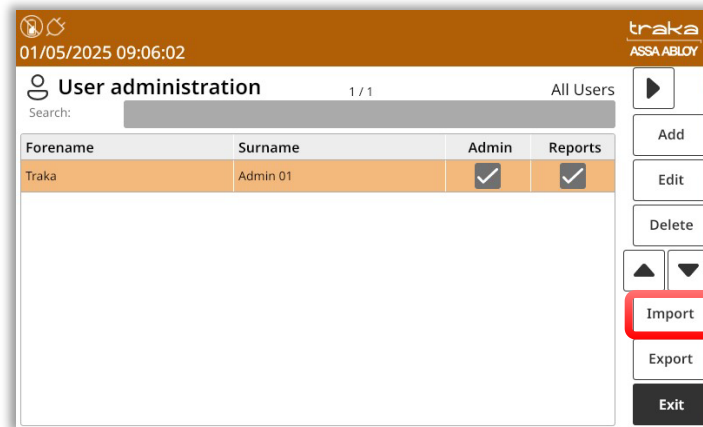 traka
01/05/2025 09:06:02
ASSA ABLOY
User administration 1 / 1 All Users
Search:
Add
Forename Surname Admin Reports
Traka Admin 01
Edit
Delete
Import
Export
Exit